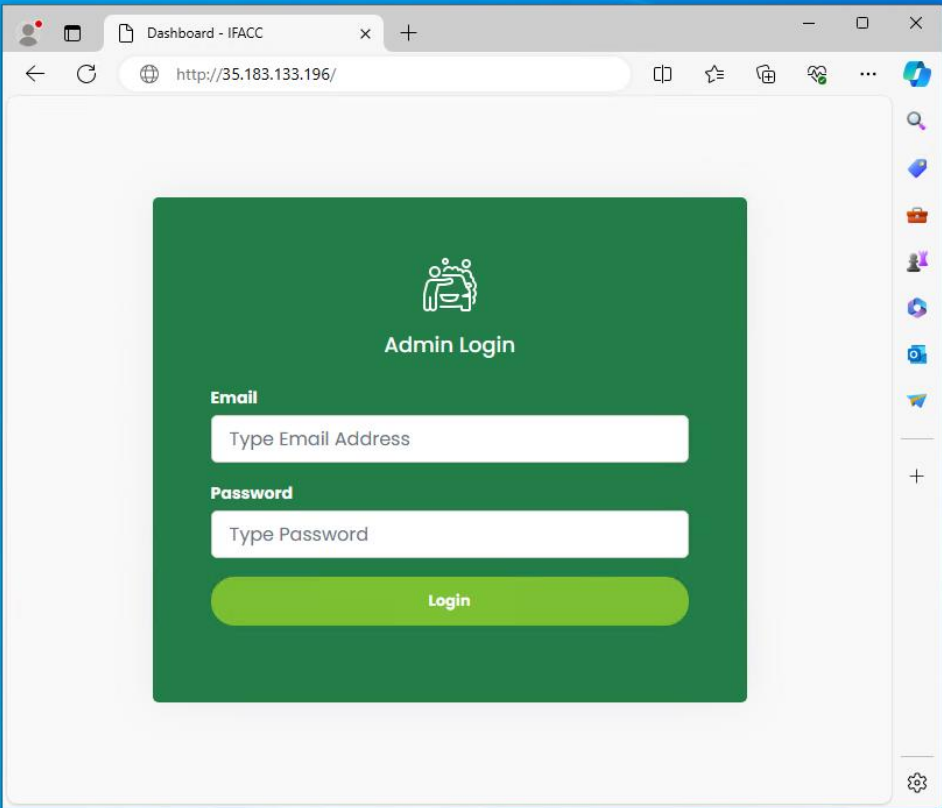 Dashboard - IFACC
http://35.183.133.196/
Admin Login
Email
Type Email Address
Password
Type Password
Login